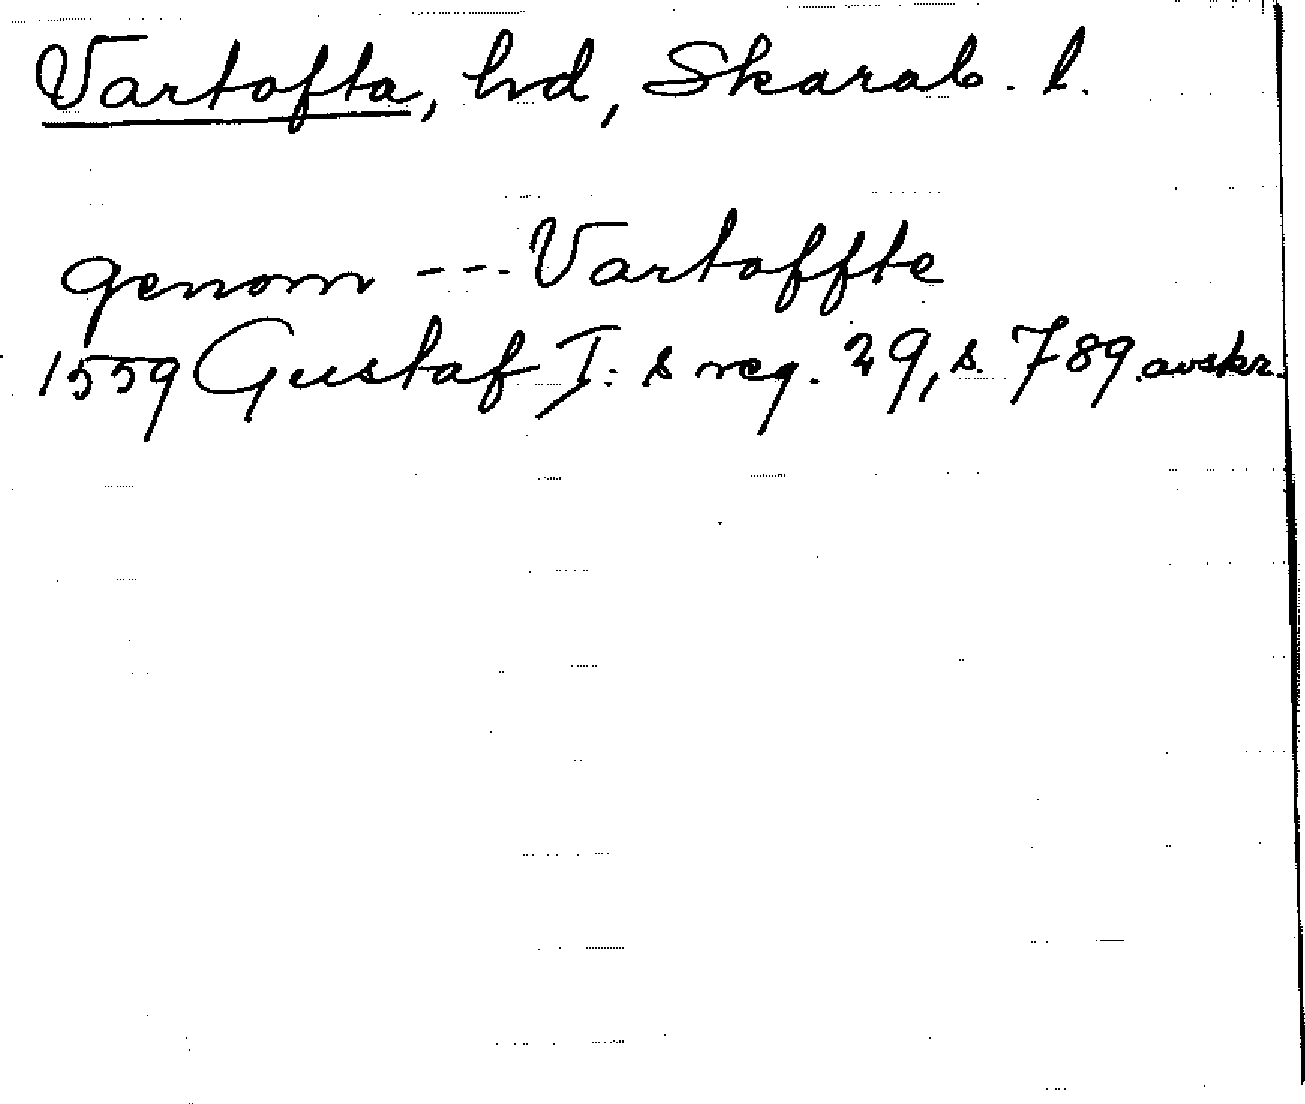 Vartofta, hd, Skarab. l.
genom --- Vartoffte
1559 Gustaf I: s reg. 29, s. 789 avskr.